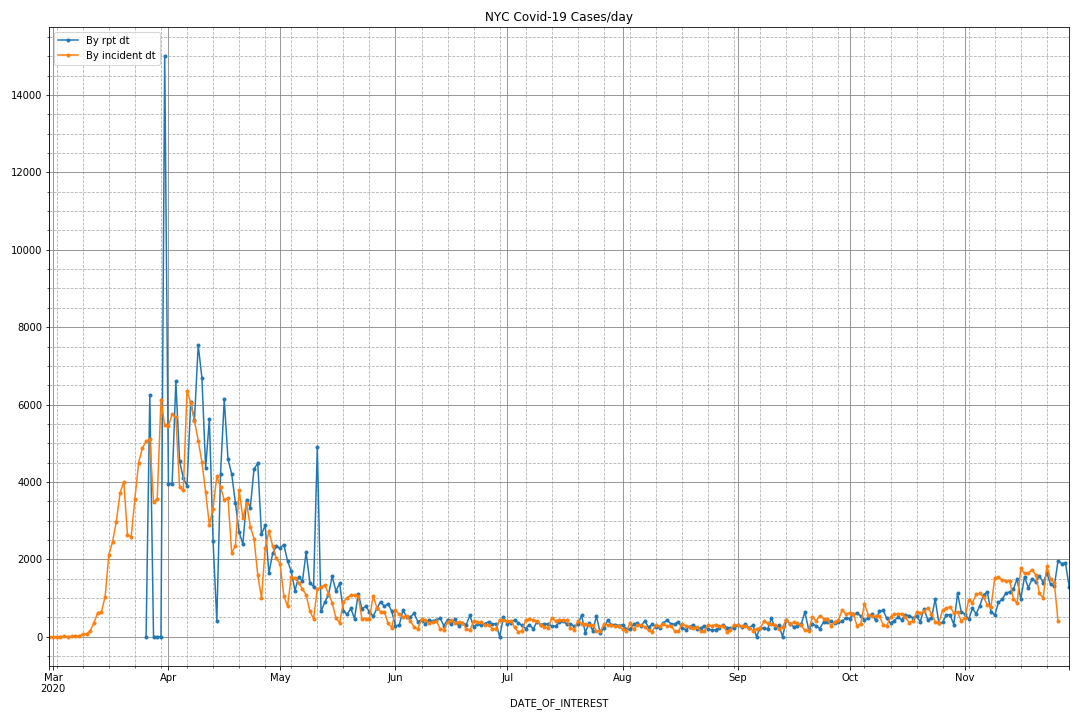 NYC Covid-19 Cases/day
By rpt dt
By incident dt
14000
12000
10000
8000
6000
4000
2000
0
Mar Apr May Jun Jul Aug Sep Oct Nov
2020
DATE_OF_INTEREST